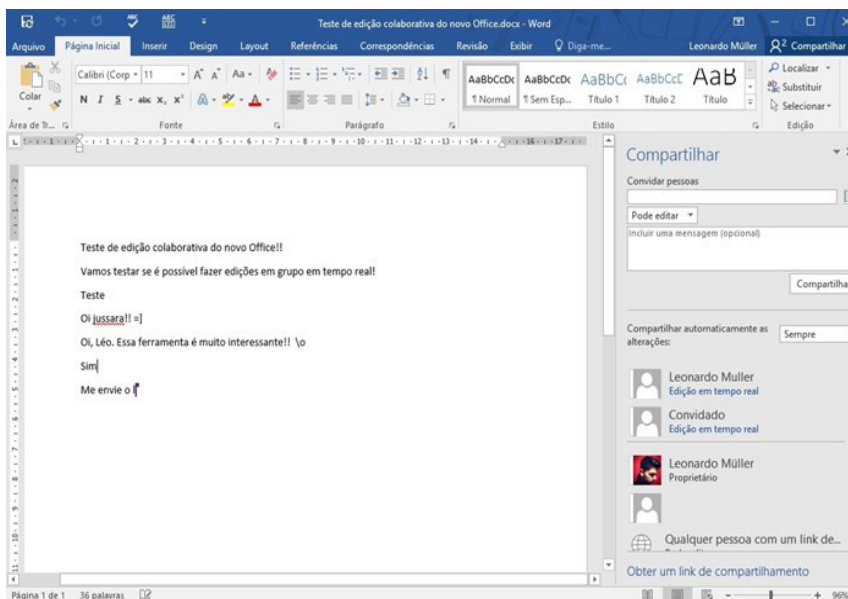 Teste de edição colaborativa do novo Office.docx - Word
Arquivo Página Inicial Inserir Design Layout Referências Correspondências Revisão Exibir Diga-me... Leonardo Müller Compartilhar
Colar
Calibri (Corp 11
Aa
N I S abc x₂ x² A A
AaBbCcDc AaBbCcDc AaBbCc AaBbCcD AaB
¶ Normal ¶ Sem Esp... Título 1 Título 2 Título
Localizar
Substituir
Selecionar
Área de Tr... Fonte Parágrafo Estilo Edição
Teste de edição colaborativa do novo Office!!
Vamos testar se é possível fazer edições em grupo em tempo real!
Teste
Oi jussara!! =]
Oi, Léo. Essa ferramenta é muito interessante!! \o
Sim
Me envie o l
Compartilhar
Convidar pessoas
Pode editar
Incluir uma mensagem (opcional)
Compartilha
Compartilhar automaticamente as
alterações:
Sempre
Leonardo Muller
Edição em tempo real
Convidado
Edição em tempo real
Leonardo Müller
Proprietário
Qualquer pessoa com um link de...
Obter um link de compartilhamento
Página 1 de 1 36 palavras 96%